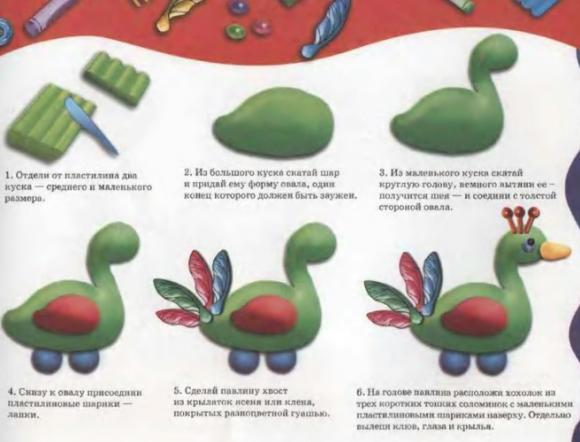 1. Отдели от пластилина два
куска — среднего и маленького
размера.
2. Из большого куска скатай шар
и придай ему форму овала, один
конец которого должен быть заужен.
3. Из маленького куска скатай
круглую голову, немного вытяни ее –
получится шея — и соедини с толстой
стороной овала.
4. Снизу к овалу присоедини
пластилиновые шарики —
лапки.
5. Сделай павлину хвост
из крылаток ясеня или клена,
покрытых разноцветной гуашью.
6. На голове павлина расположи хохолок из
трех коротких тонких соломинок с маленькими
пластилиновыми шариками наверху. Отдельно
вылепи клюв, глаза и крылья.